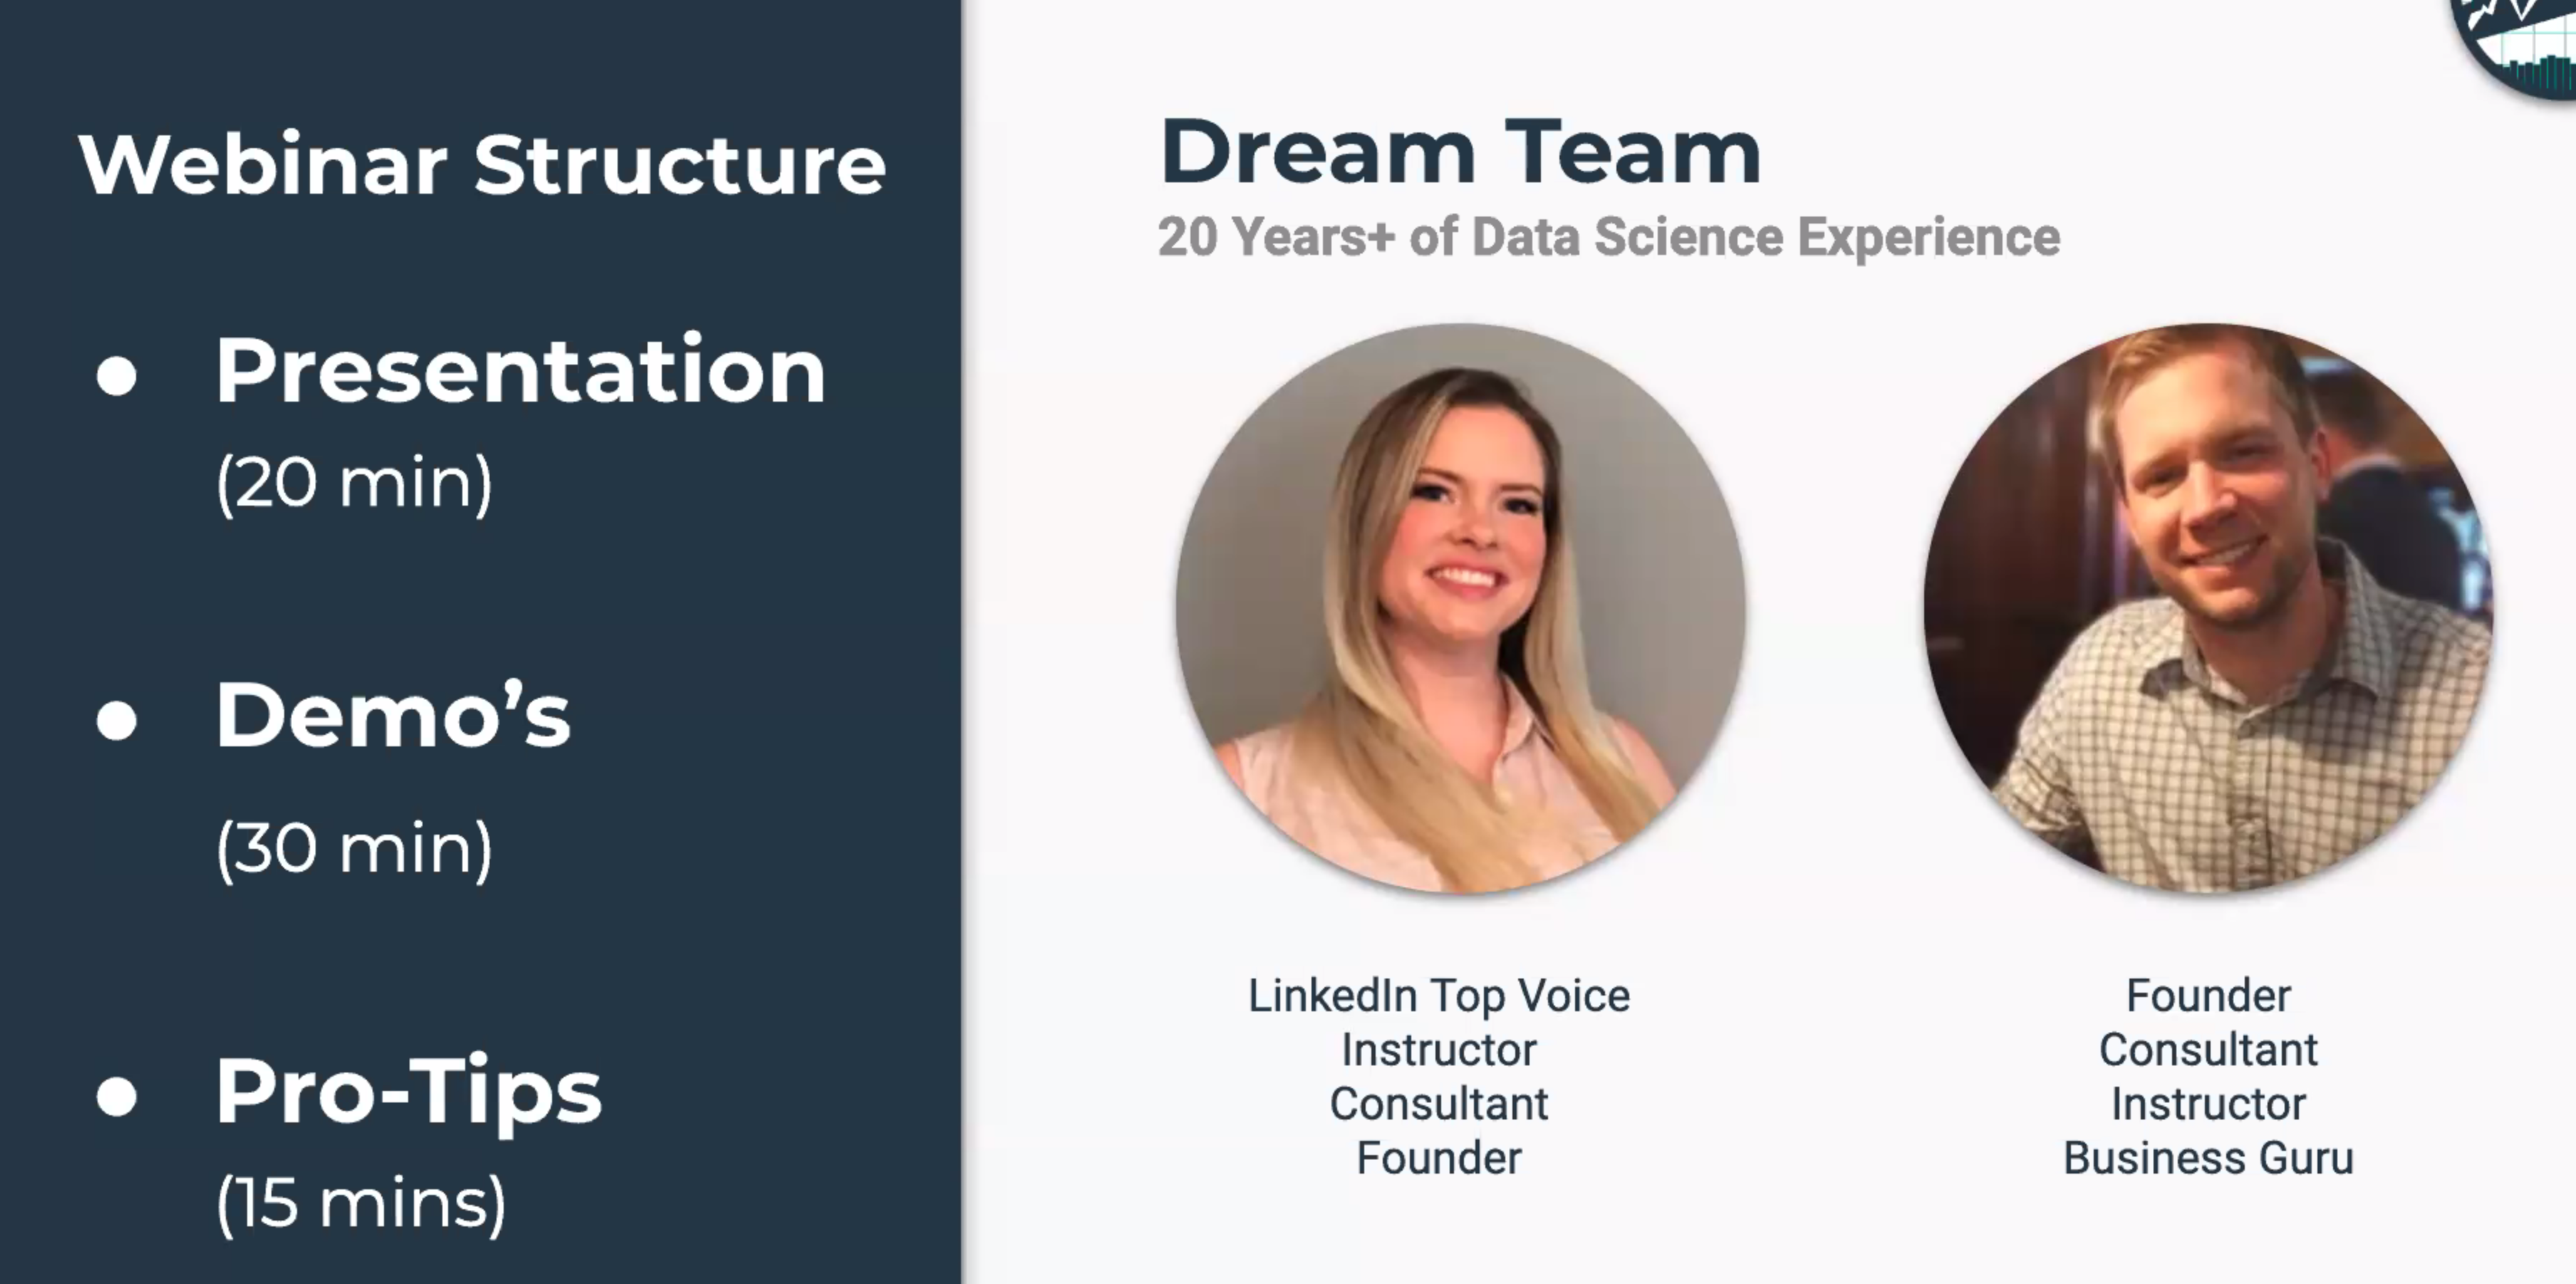 Webinar Structure
● Presentation
(20 min)
● Demo’s
(30 min)
● Pro-Tips
(15 mins)
Dream Team
20 Years+ of Data Science Experience
LinkedIn Top Voice
Instructor
Consultant
Founder
Founder
Consultant
Instructor
Business Guru